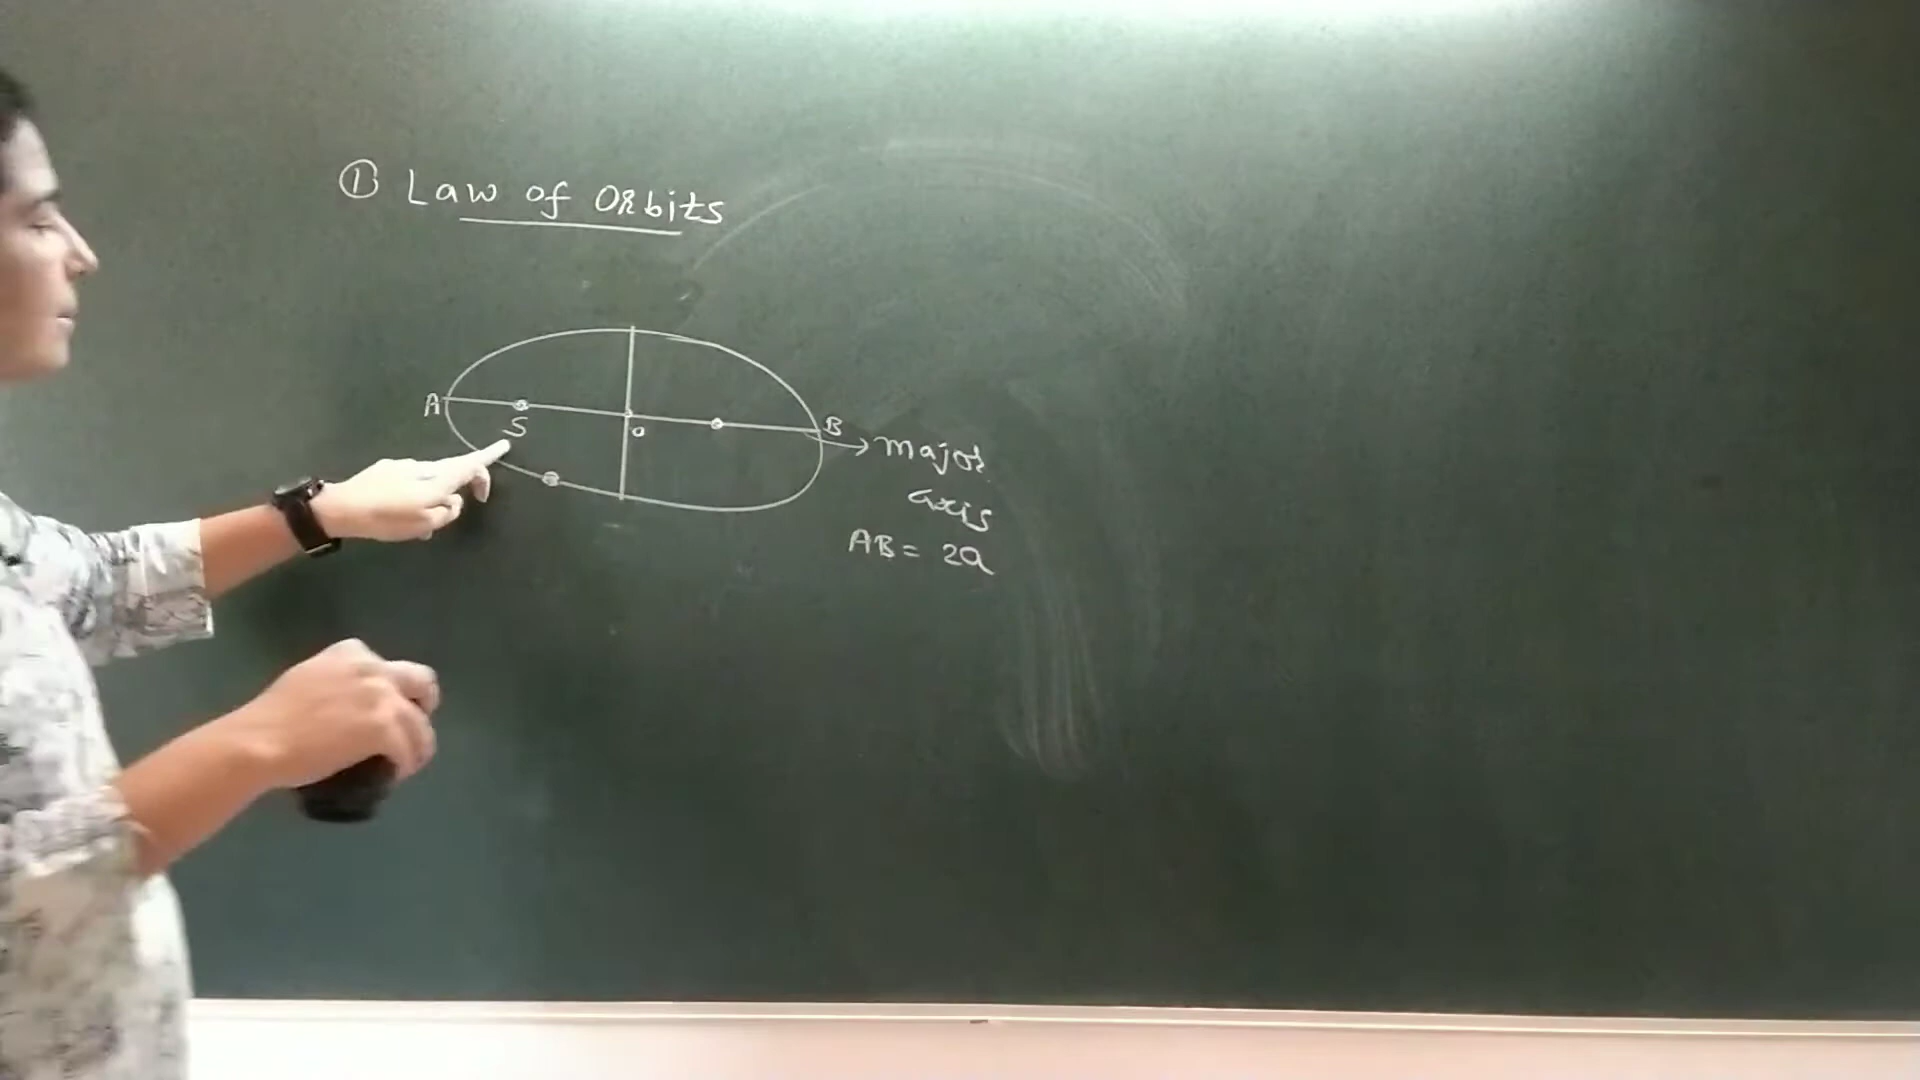 ① Law of Orbits
A
S
o
B
major
axis
AB = 2a